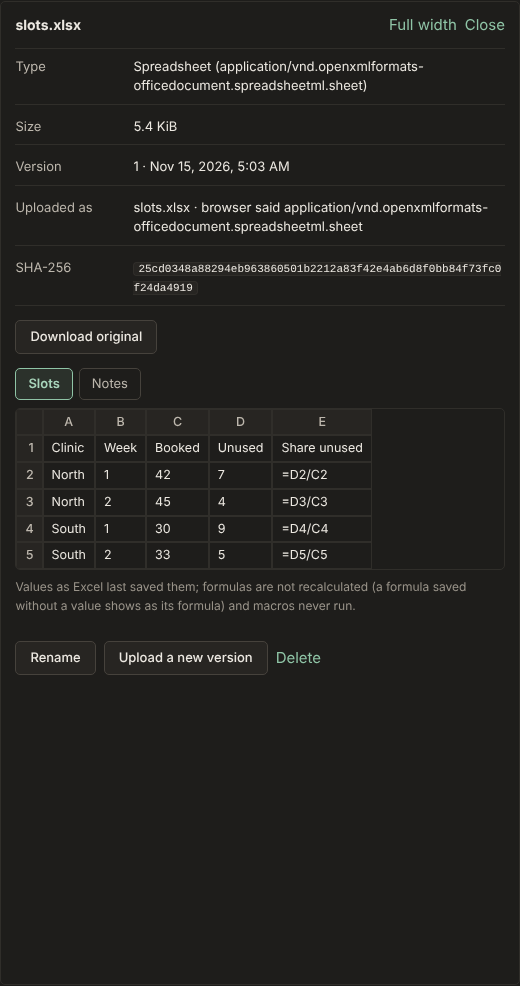 slots.xlsx Full width Close
Type Spreadsheet (application/vnd.openxmlformats-
officedocument.spreadsheetml.sheet)
Size 5.4 KiB
Version 1 · Nov 15, 2026, 5:03 AM
Uploaded as slots.xlsx · browser said application/vnd.openxmlformats-
officedocument.spreadsheetml.sheet
SHA-256 25cd0348a88294eb963860501b2212a83f42e4ab6d8f0bb84f73fc0
f24da4919
Download original
Slots Notes
A B C D E
1 Clinic Week Booked Unused Share unused
2 North 1 42 7 =D2/C2
3 North 2 45 4 =D3/C3
4 South 1 30 9 =D4/C4
5 South 2 33 5 =D5/C5
Values as Excel last saved them; formulas are not recalculated (a formula saved
without a value shows as its formula) and macros never run.
Rename Upload a new version Delete